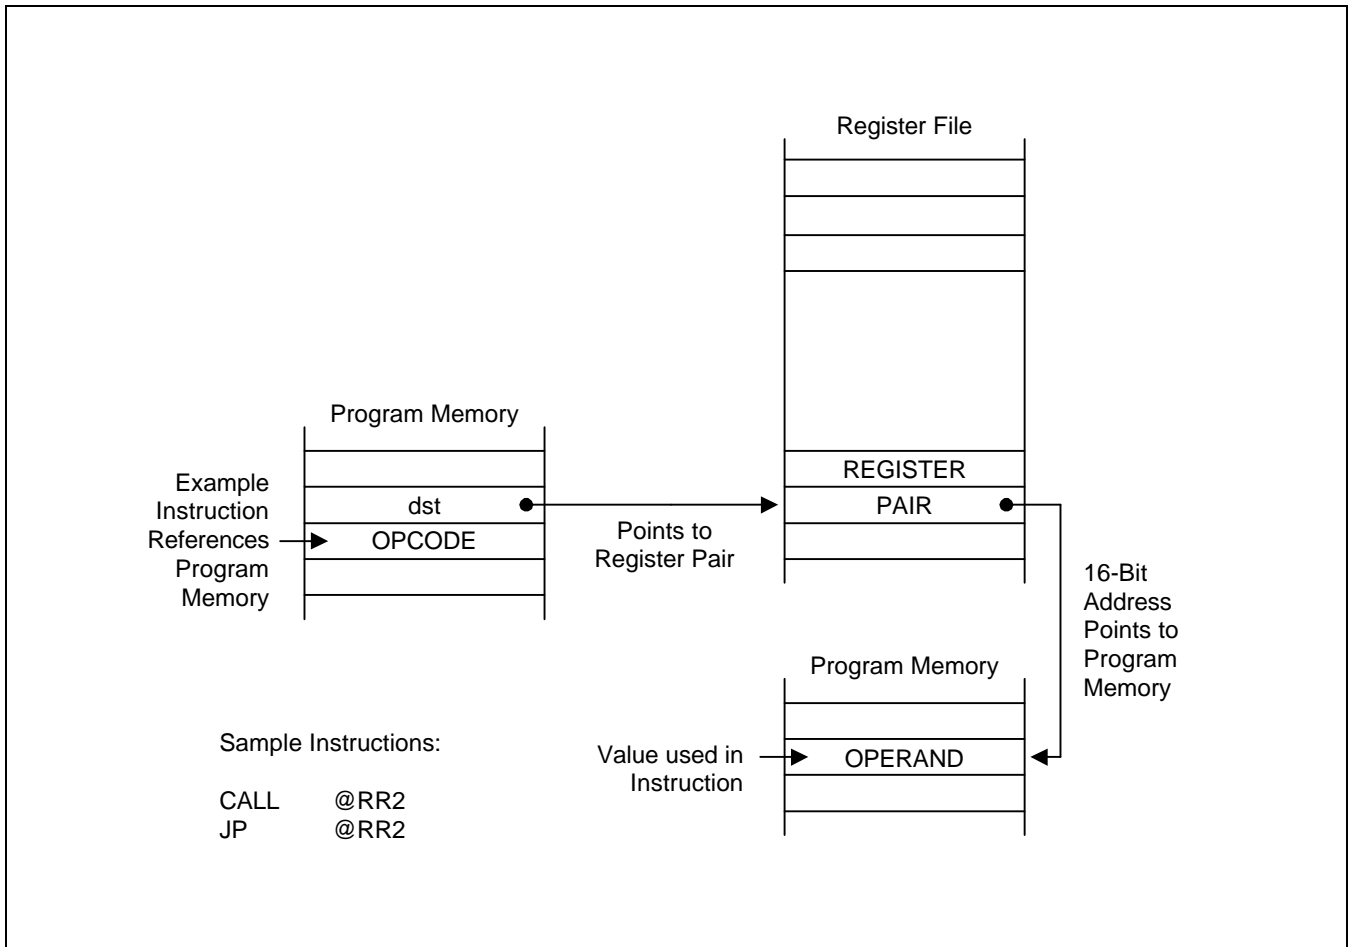 Register File
Program Memory
REGISTER
Example
Instruction
References
Program
Memory
dst
PAIR
OPCODE
Points to
Register Pair
16-Bit
Address
Points to
Program
Memory
Program Memory
Sample Instructions:
Value used in
Instruction
OPERAND
CALL @RR2
JP @RR2